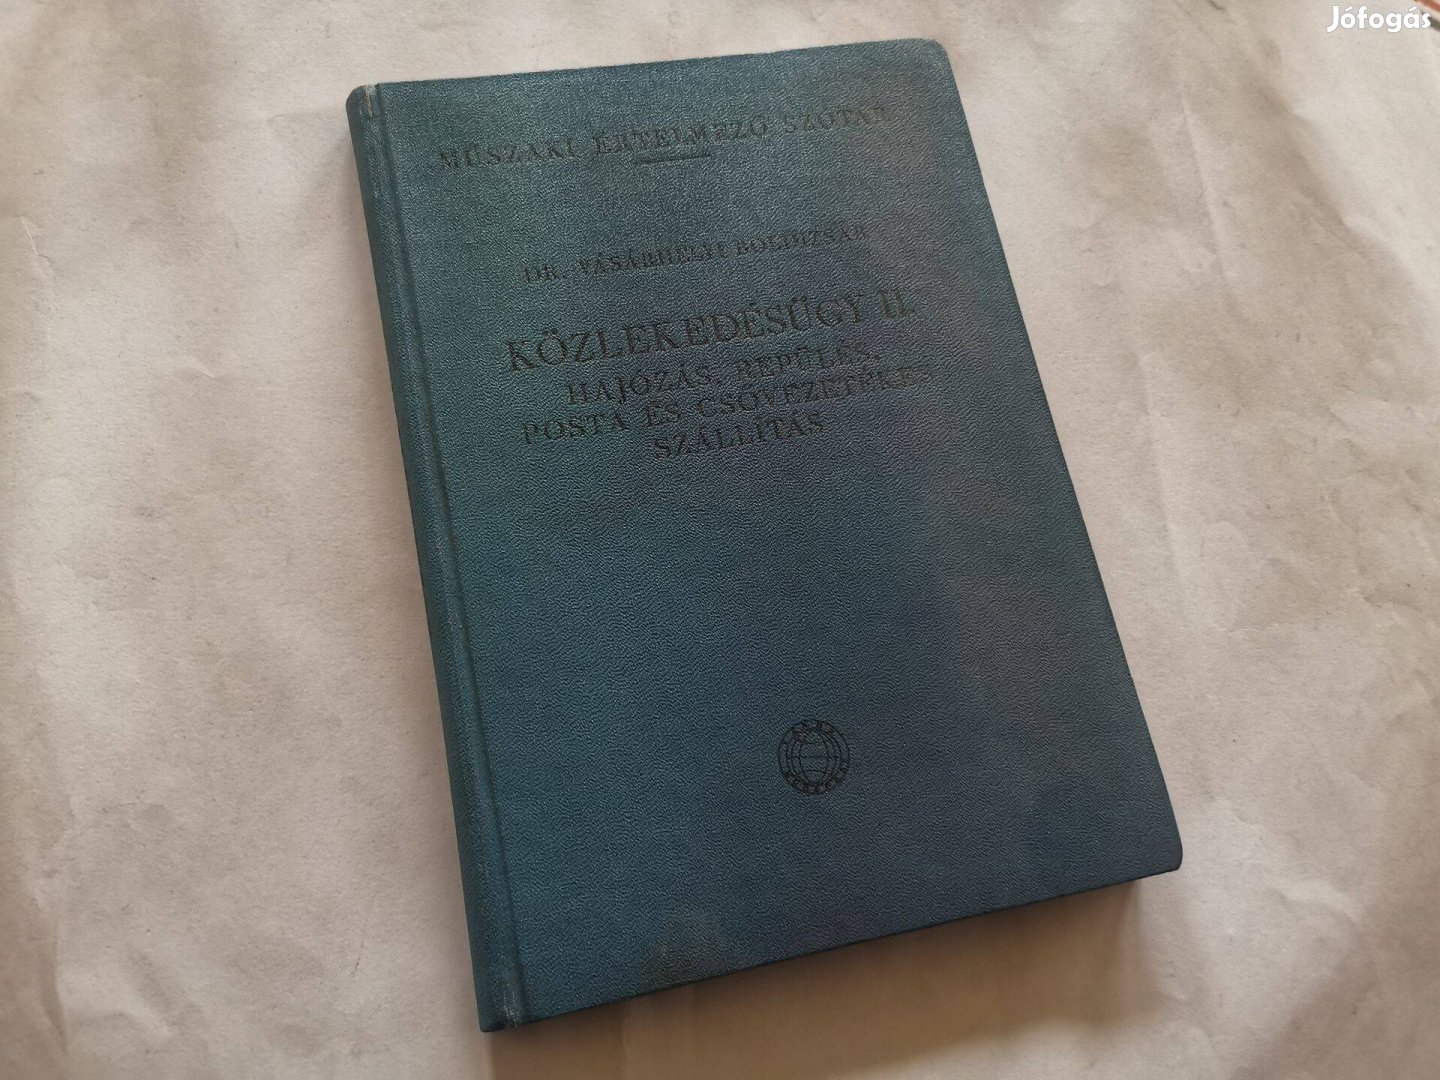 Jófogás
MŰSZAKI ÉRTELMEZŐ SZÓTÁR
DR. VÁSÁRHELYI BOLDIZSÁR
KÖZLEKEDÉSÜGY II.
HAJÓZÁS, REPÜLÉS,
POSTA ÉS CSŐVEZETÉKES
SZÁLLÍTÁS